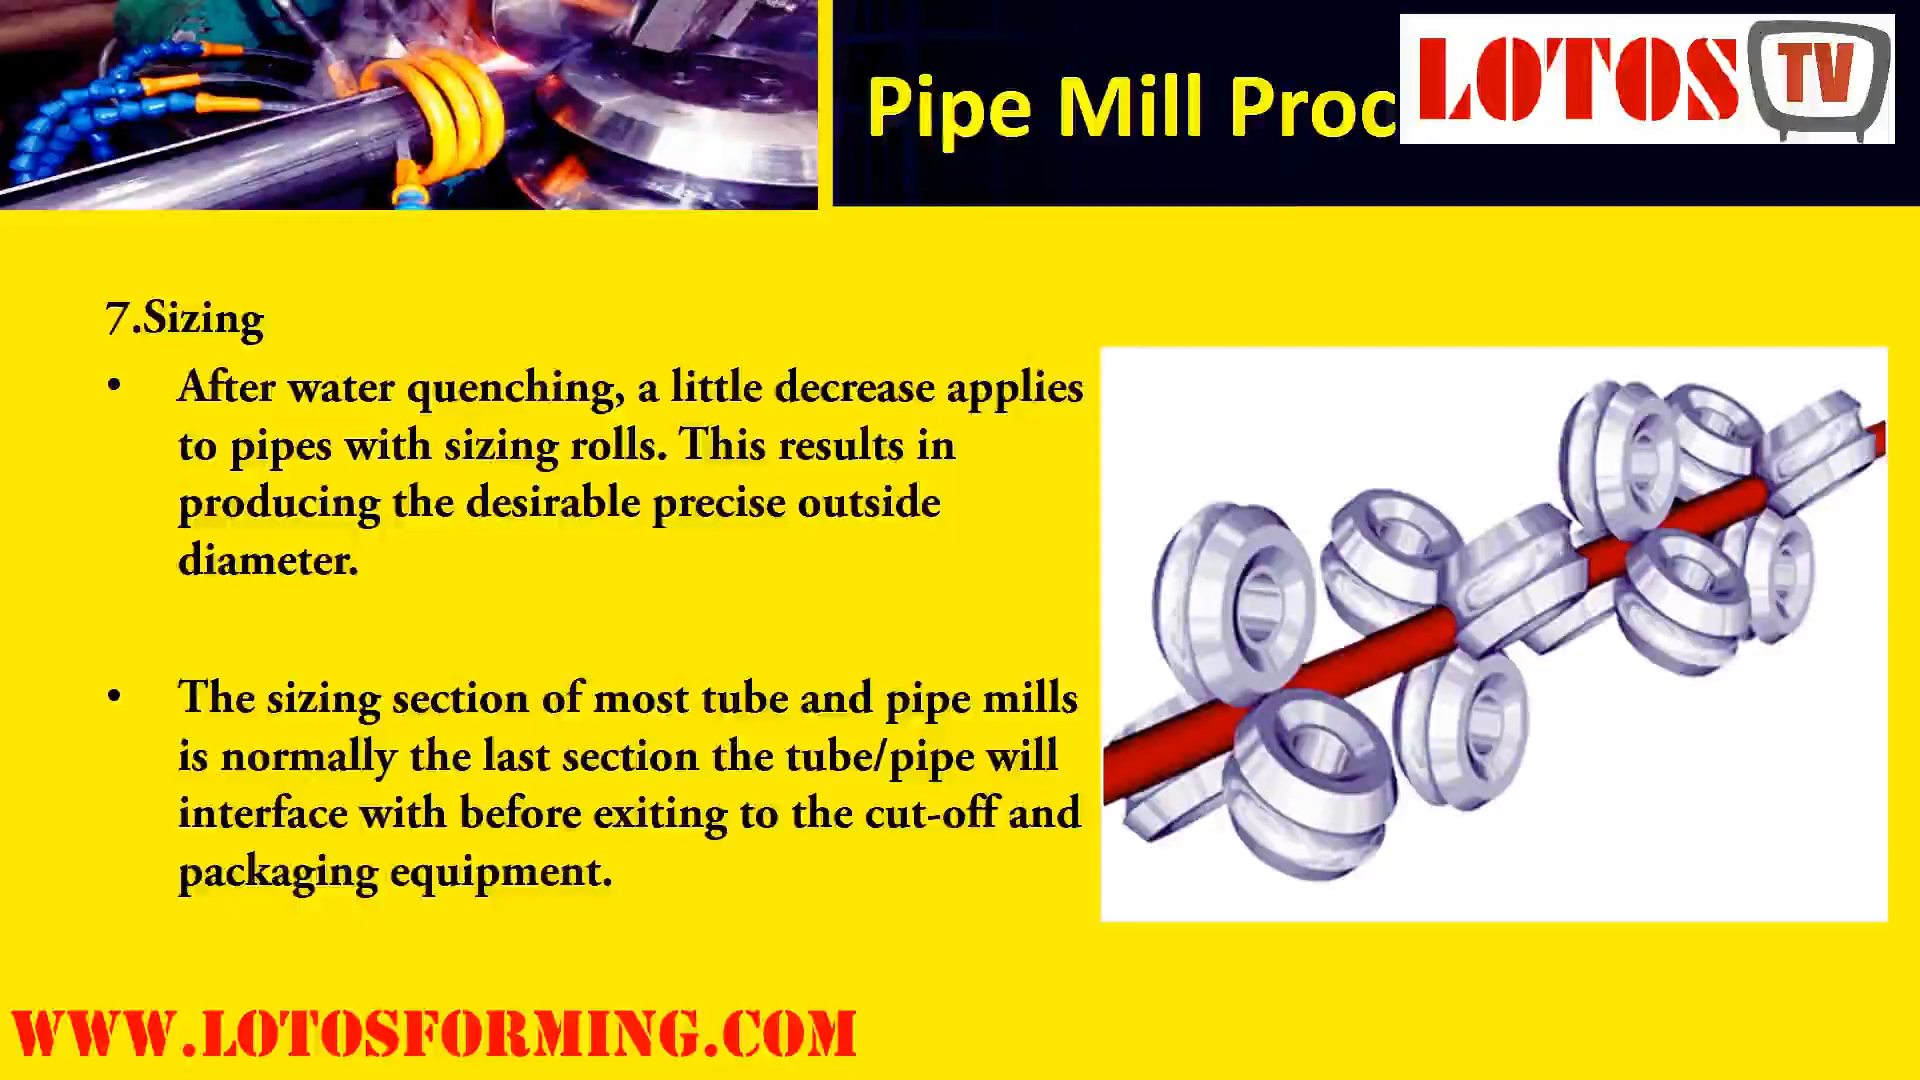 Pipe Mill Proc
LOTOS TV
7.Sizing
• After water quenching, a little decrease applies
to pipes with sizing rolls. This results in
producing the desirable precise outside
diameter.
• The sizing section of most tube and pipe mills
is normally the last section the tube/pipe will
interface with before exiting to the cut-off and
packaging equipment.
WWW.LOTOSFORMING.COM